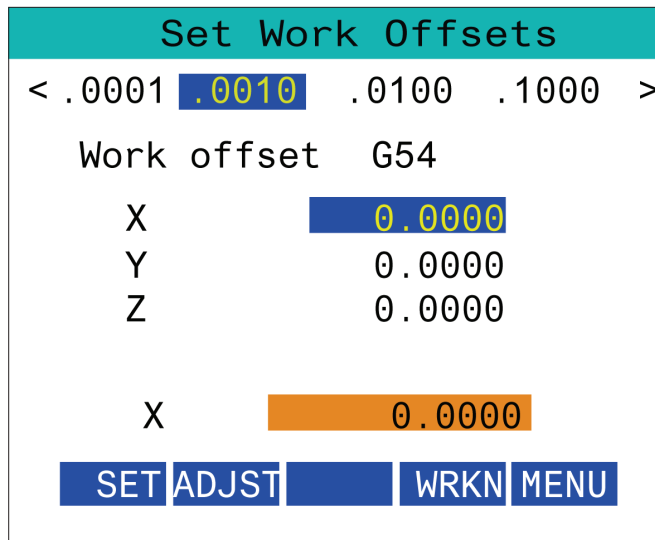 Set Work Offsets
< .0001 .0010 .0100 .1000 >
Work offset G54
X 0.0000
Y 0.0000
Z 0.0000
X 0.0000
SET ADJST WRKN MENU